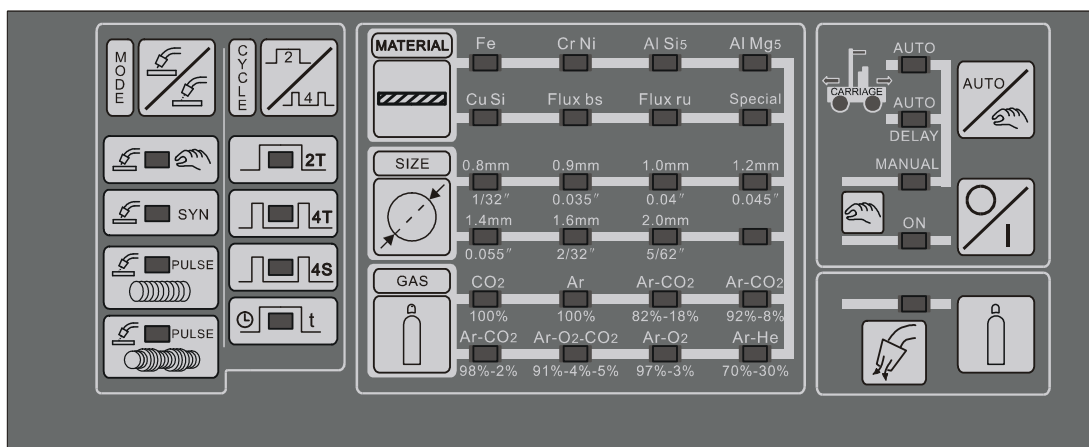 MODE
CYCLE
2
4
SYN
PULSE
PULSE
2T
4T
4S
t
MATERIAL
Fe Cr Ni Al Si5 Al Mg5
Cu Si Flux bs Flux ru Special
SIZE
0.8mm 0.9mm 1.0mm 1.2mm
1/32″ 0.035″ 0.04″ 0.045″
1.4mm 1.6mm 2.0mm
0.055″ 2/32″ 5/62″
GAS
CO2 Ar Ar-CO2 Ar-CO2
100% 100% 82%-18% 92%-8%
Ar-CO2 Ar-O2-CO2 Ar-O2 Ar-He
98%-2% 91%-4%-5% 97%-3% 70%-30%
CARRIAGE
AUTO
AUTO
DELAY
MANUAL
ON
AUTO
I